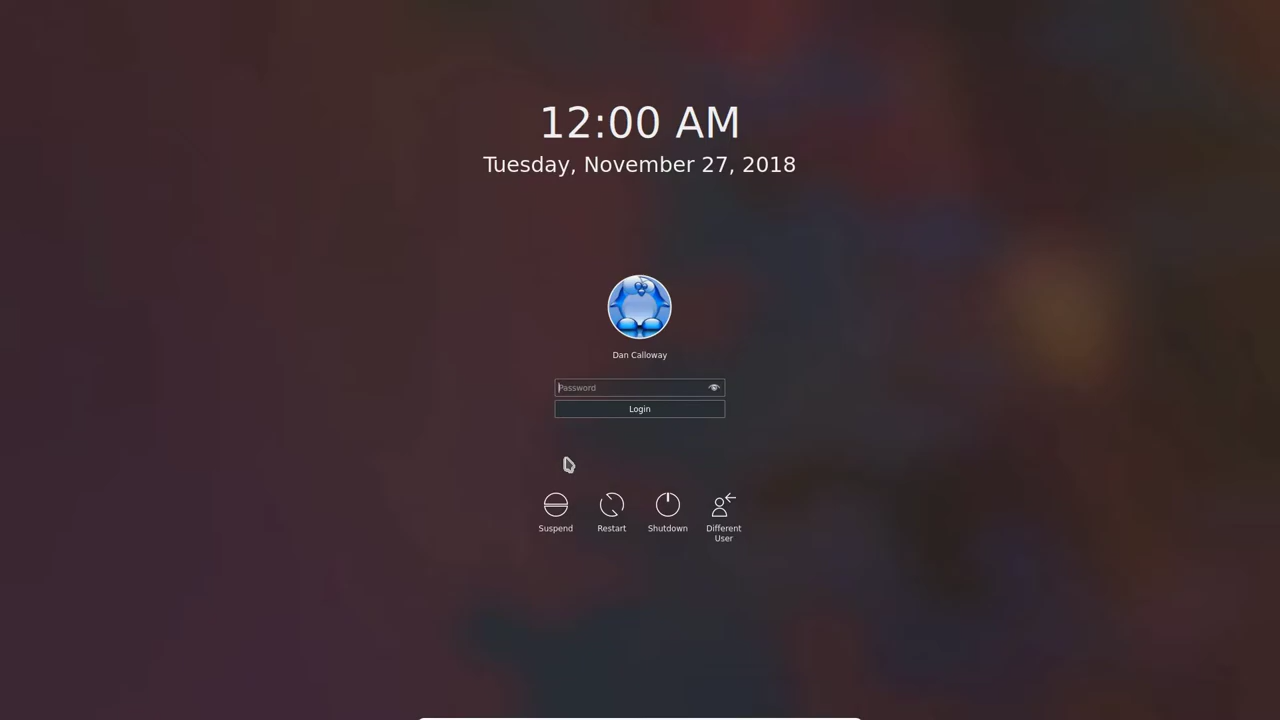 12:00 AM
Tuesday, November 27, 2018
Dan Calloway
Password
Login
Suspend
Restart
Shutdown
Different
User